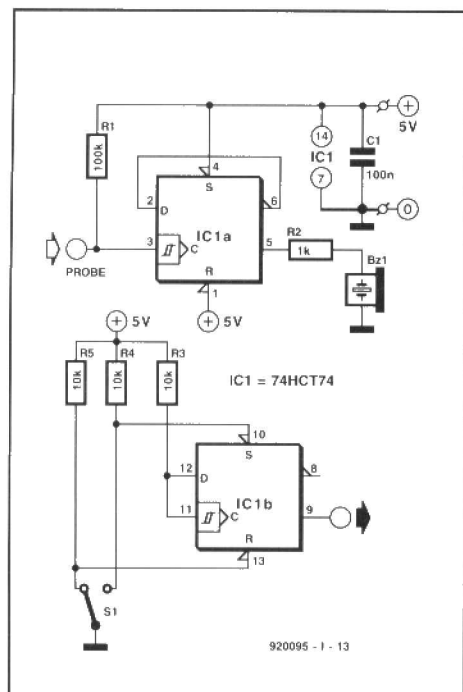 4
14
+
5V
R1
100k
C1
IC1
100n
2
D
S
6
7
0
IC1a
3
C
5
R2
1k
PROBE
R
1
Bz1
+
5V
+
5V
R5
R4
R3
10k
10k
10k
IC1 = 74HCT74
10
S
12
D
8
IC1b
11
C
9
R
13
S1
920095 - I - 13